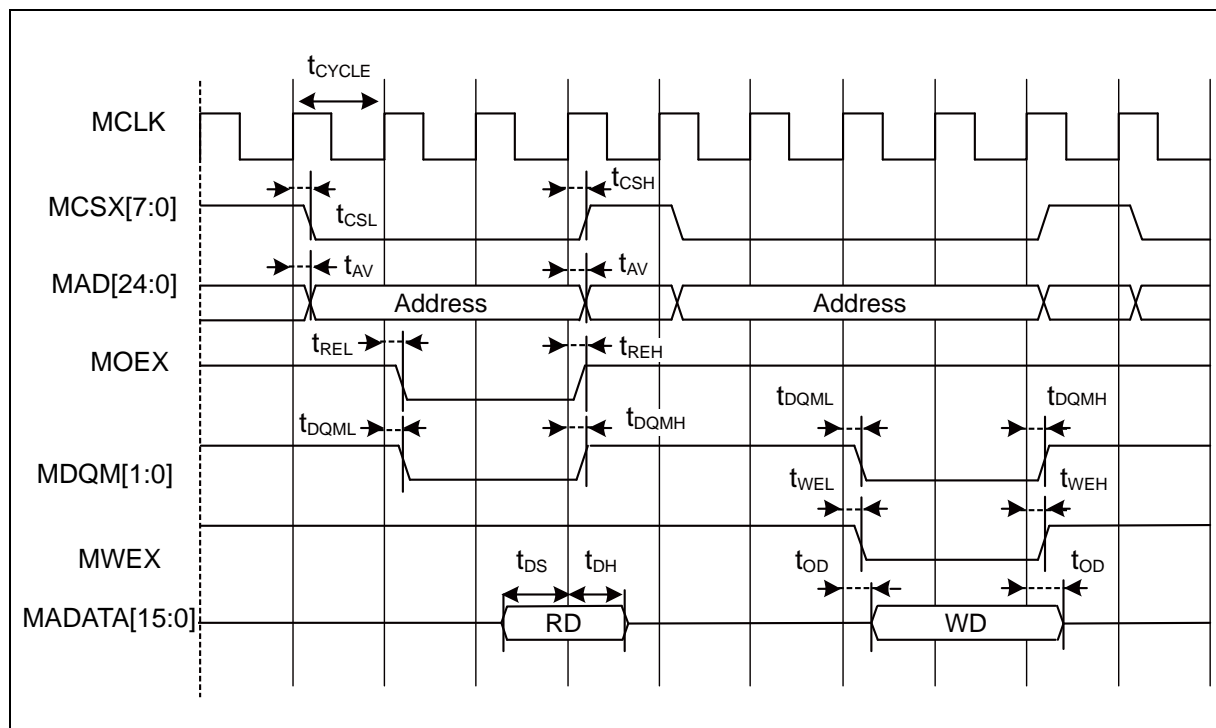 tCYCLE
MCLK
tCSH
MCSX[7:0]
tCSL
tAV
tAV
MAD[24:0]
Address
Address
tREL
tREH
MOEX
tDQML
tDQMH
tDQML
tDQMH
MDQM[1:0]
tWEL
tWEH
MWEX
tDS
tDH
tOD
tOD
MADATA[15:0]
RD
WD